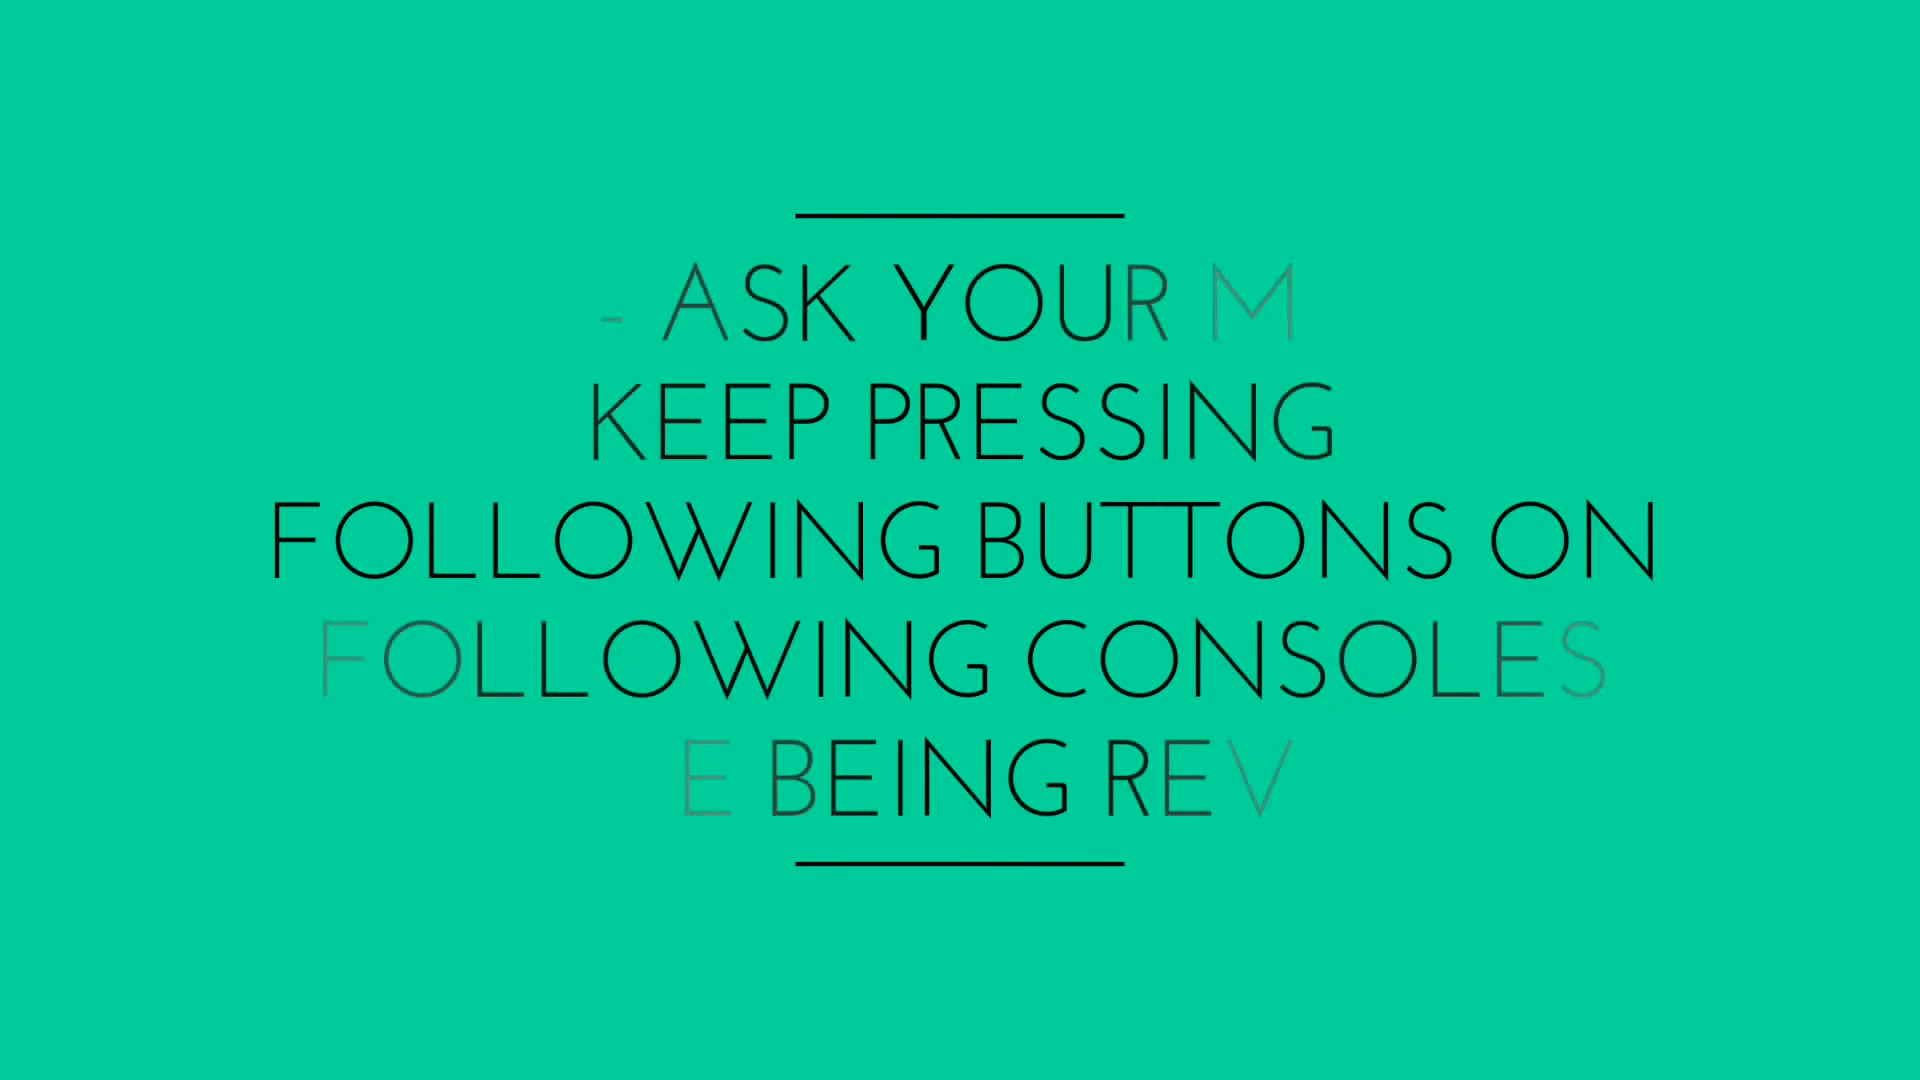 - ASK YOUR M
KEEP PRESSING
FOLLOWING BUTTONS ON
FOLLOWING CONSOLES
E BEING REV